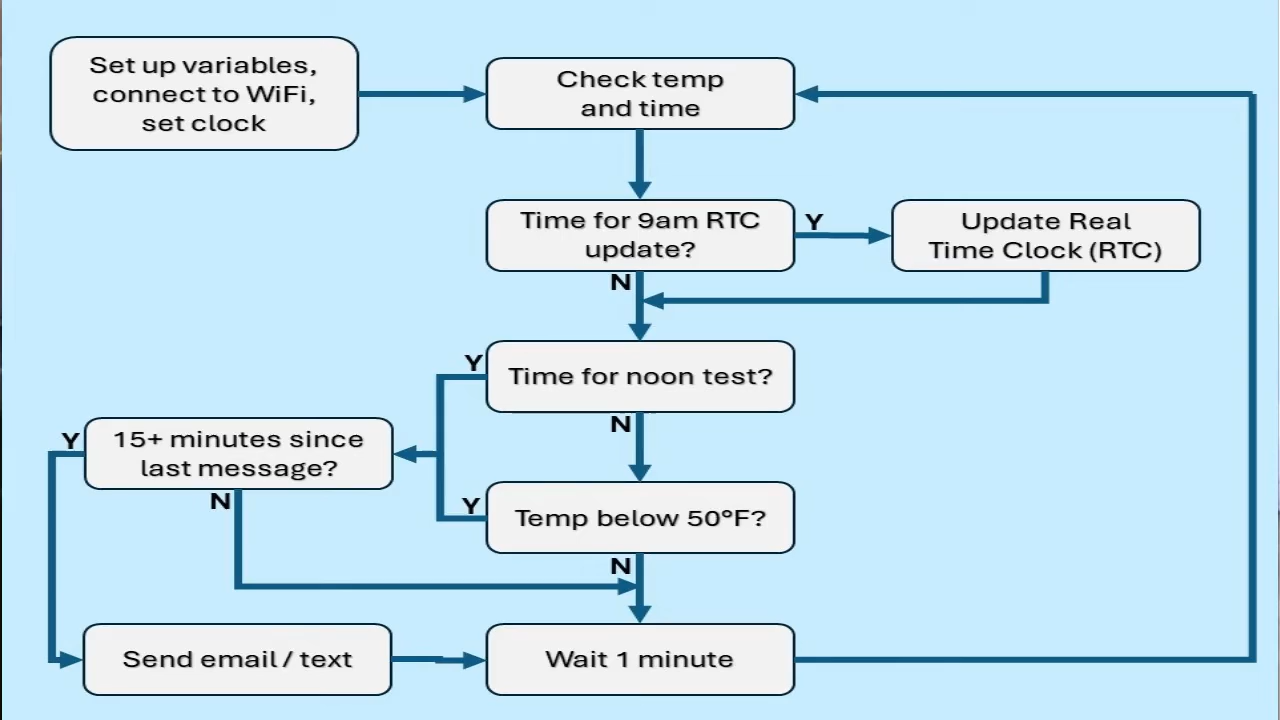 Set up variables,
connect to WiFi,
set clock
Check temp
and time
Time for 9am RTC
update?
Y
Update Real
Time Clock (RTC)
N
Time for noon test?
Y
N
15+ minutes since
last message?
Y
N
Temp below 50°F?
Y
N
Send email / text
Wait 1 minute